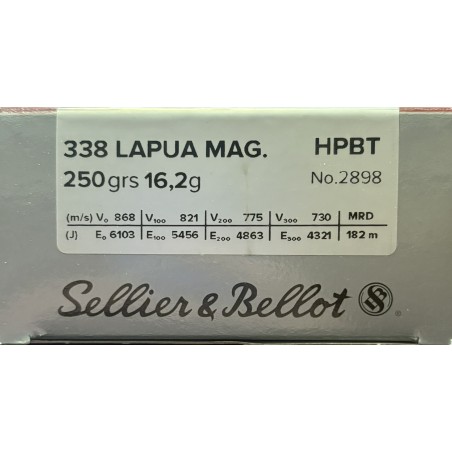 338 LAPUA MAG. HPBT
250 grs 16,2g No.2898
(m/s) V₀ 868 V₁₀₀ 821 V₂₀₀ 775 V₃₀₀ 730 MRD
(J) E₀ 6103 E₁₀₀ 5456 E₂₀₀ 4863 E₃₀₀ 4321 182 m
Sellier & Bellot SB ®